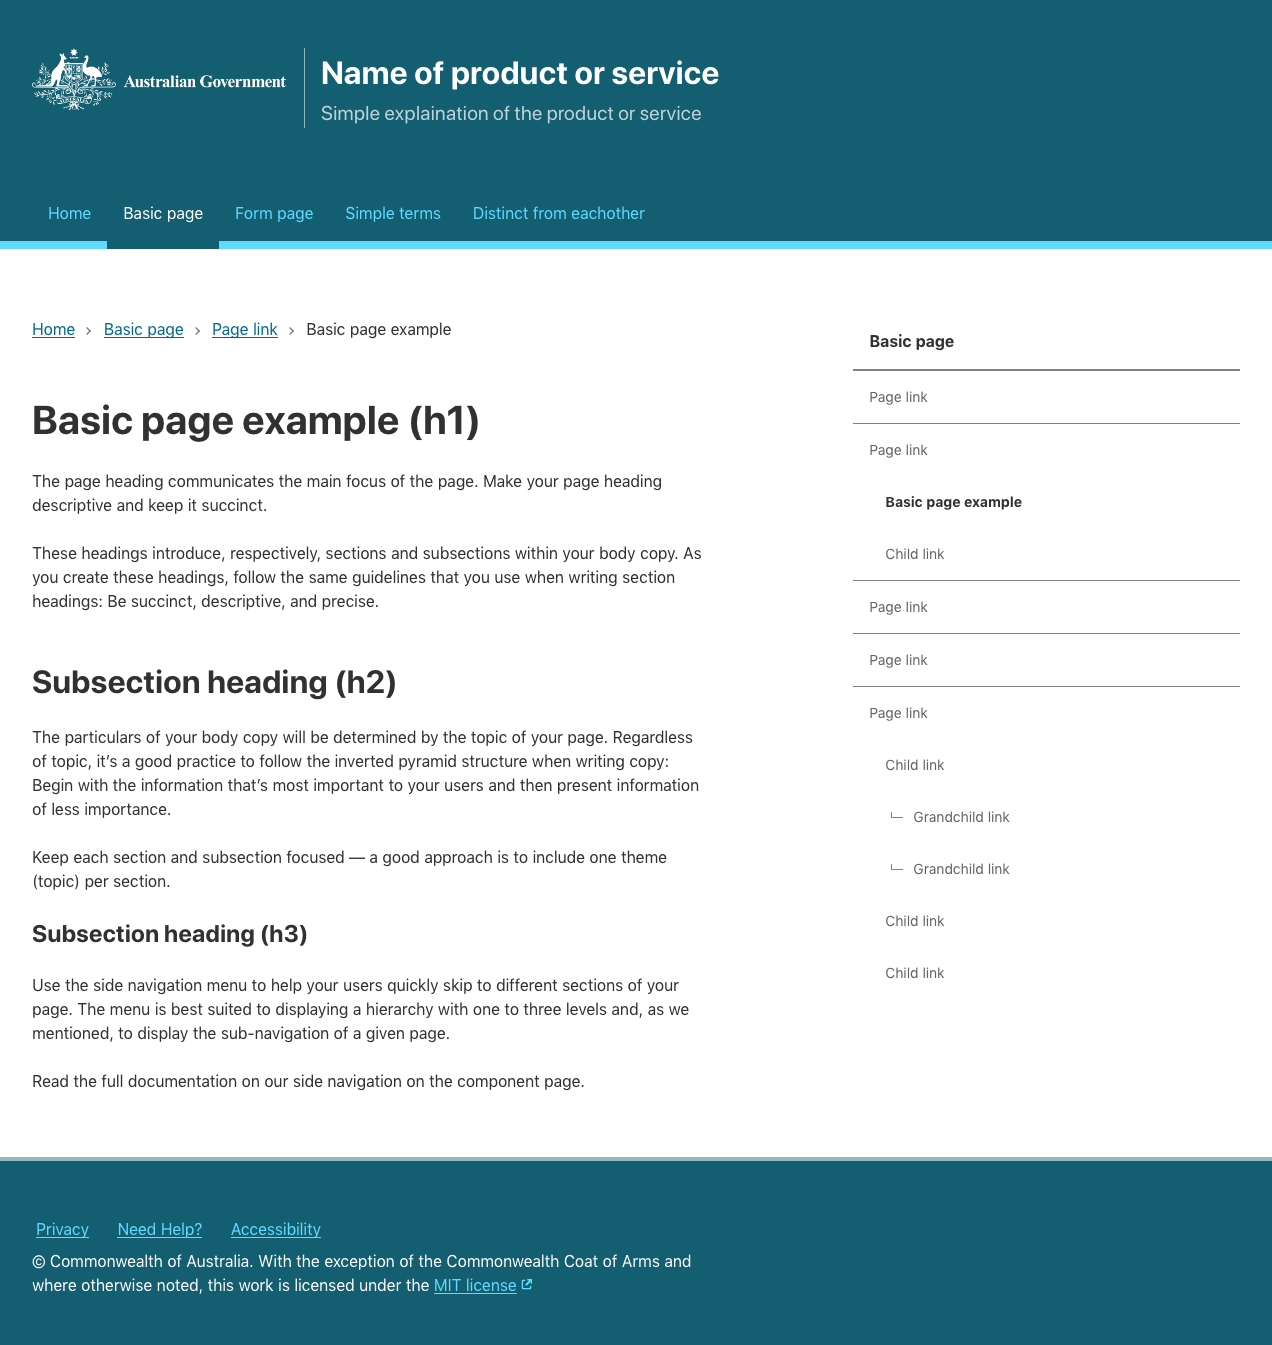 Australian Government
Name of product or service
Simple explaination of the product or service
Home Basic page Form page Simple terms Distinct from eachother
Home > Basic page > Page link > Basic page example
Basic page example (h1)
The page heading communicates the main focus of the page. Make your page heading
descriptive and keep it succinct.
These headings introduce, respectively, sections and subsections within your body copy. As
you create these headings, follow the same guidelines that you use when writing section
headings: Be succinct, descriptive, and precise.
Subsection heading (h2)
The particulars of your body copy will be determined by the topic of your page. Regardless
of topic, it’s a good practice to follow the inverted pyramid structure when writing copy:
Begin with the information that’s most important to your users and then present information
of less importance.
Keep each section and subsection focused — a good approach is to include one theme
(topic) per section.
Subsection heading (h3)
Use the side navigation menu to help your users quickly skip to different sections of your
page. The menu is best suited to displaying a hierarchy with one to three levels and, as we
mentioned, to display the sub-navigation of a given page.
Read the full documentation on our side navigation on the component page.
Basic page
Page link
Page link
Basic page example
Child link
Page link
Page link
Page link
Child link
Grandchild link
Grandchild link
Child link
Child link
Privacy Need Help? Accessibility
© Commonwealth of Australia. With the exception of the Commonwealth Coat of Arms and
where otherwise noted, this work is licensed under the MIT license